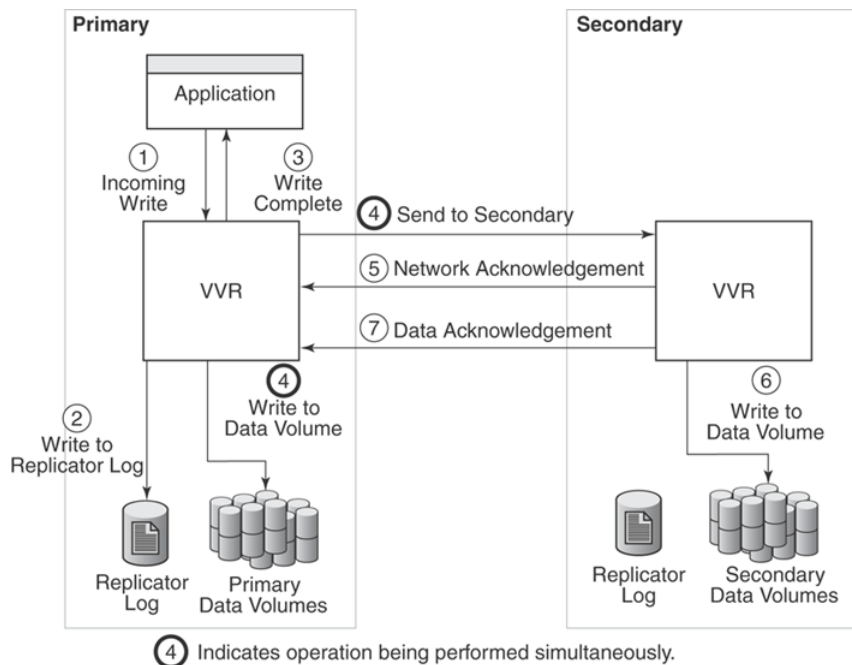 Primary
Secondary
Application
1
Incoming
Write
3
Write
Complete
4 Send to Secondary
5 Network Acknowledgement
VVR
VVR
7 Data Acknowledgement
4
Write to
Data Volume
6
Write to
Data Volume
2
Write to
Replicator Log
Replicator
Log
Primary
Data Volumes
Replicator
Log
Secondary
Data Volumes
4 Indicates operation being performed simultaneously.